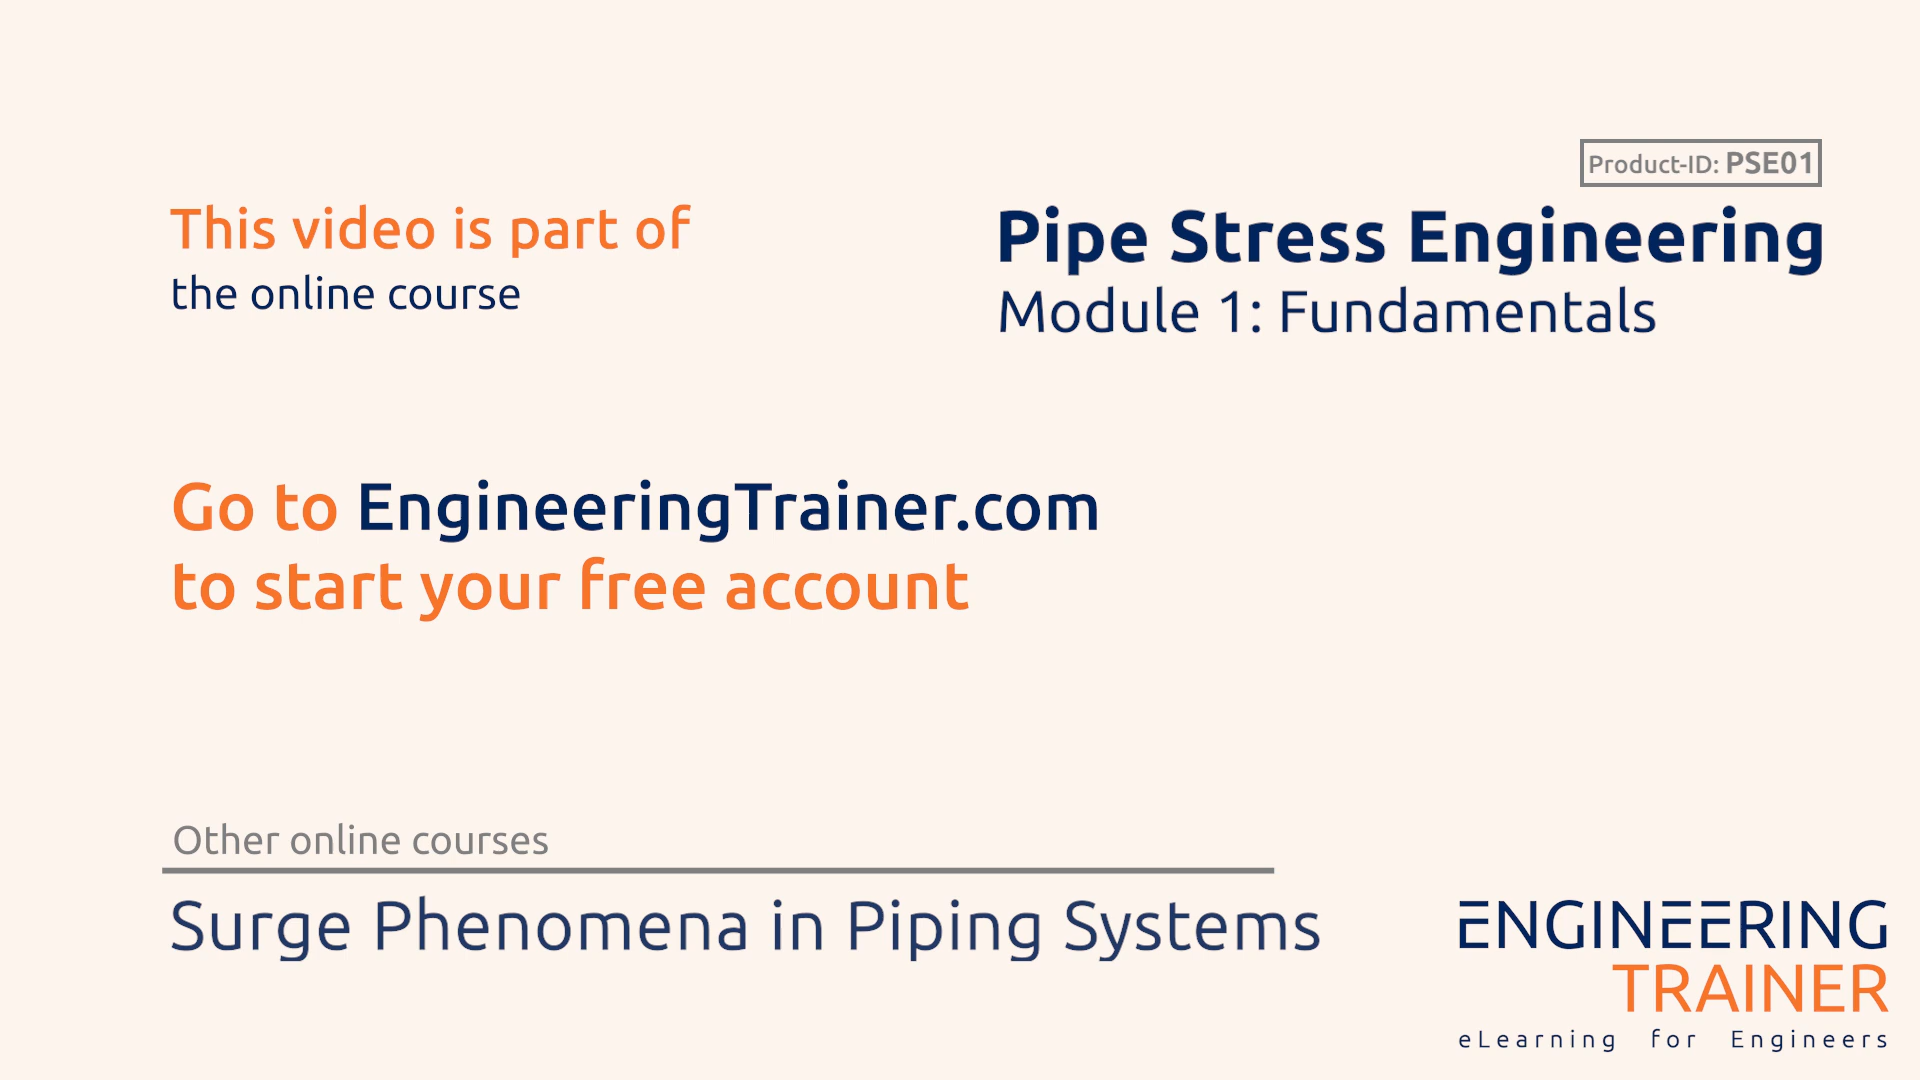 This video is part of
the online course
Product-ID: PSE01
Pipe Stress Engineering
Module 1: Fundamentals
Go to EngineeringTrainer.com
to start your free account
Other online courses
Surge Phenomena in Piping Systems
ENGINEERING
TRAINER
eLearning for Engineers